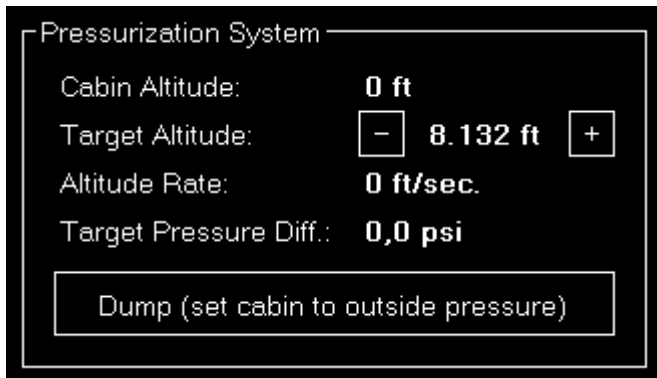 Pressurization System
Cabin Altitude: 0 ft
Target Altitude: - 8.132 ft +
Altitude Rate: 0 ft/sec.
Target Pressure Diff.: 0,0 psi
Dump (set cabin to outside pressure)